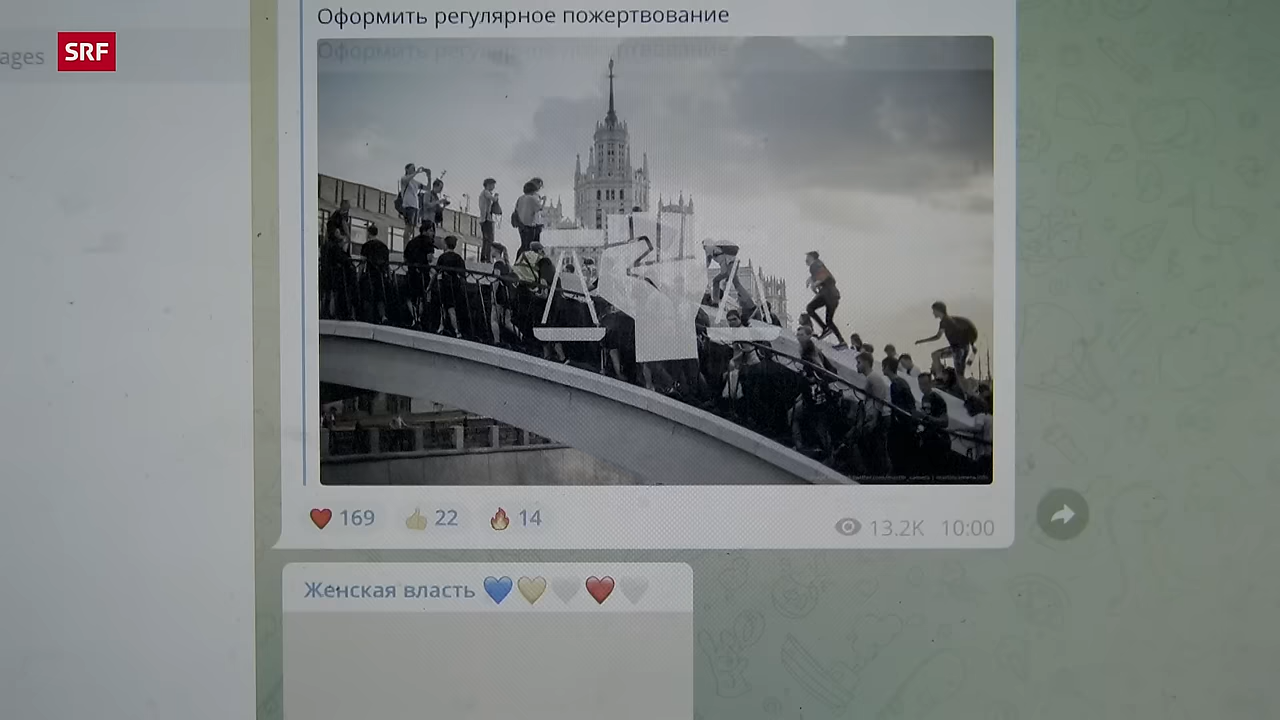 Оформить регулярное пожертвование
ages
SRF
169
22
14
13.2K
10:00
Женская власть